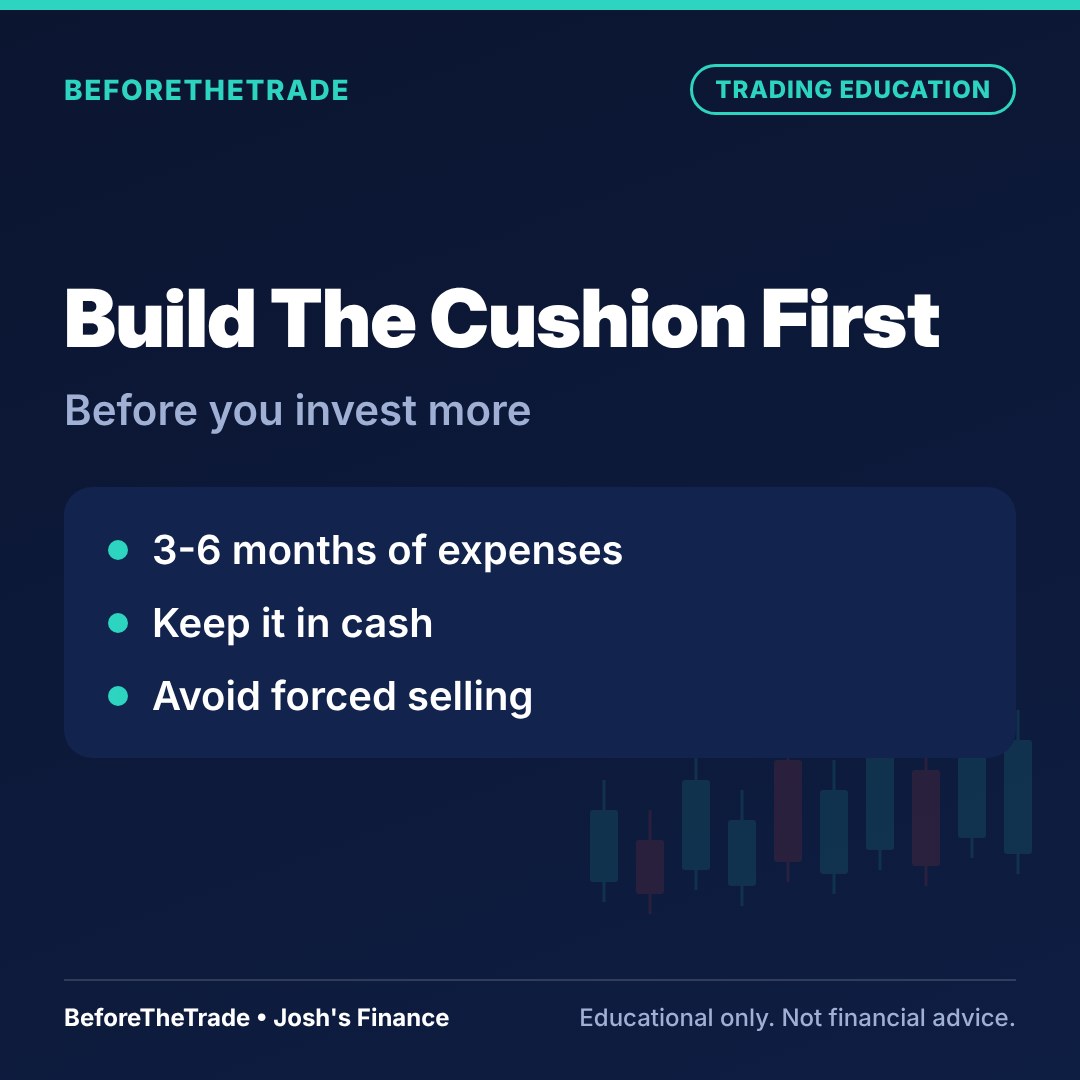 BEFORETHETRADE
TRADING EDUCATION
Build The Cushion First
Before you invest more
3-6 months of expenses
Keep it in cash
Avoid forced selling
BeforeTheTrade • Josh's Finance
Educational only. Not financial advice.